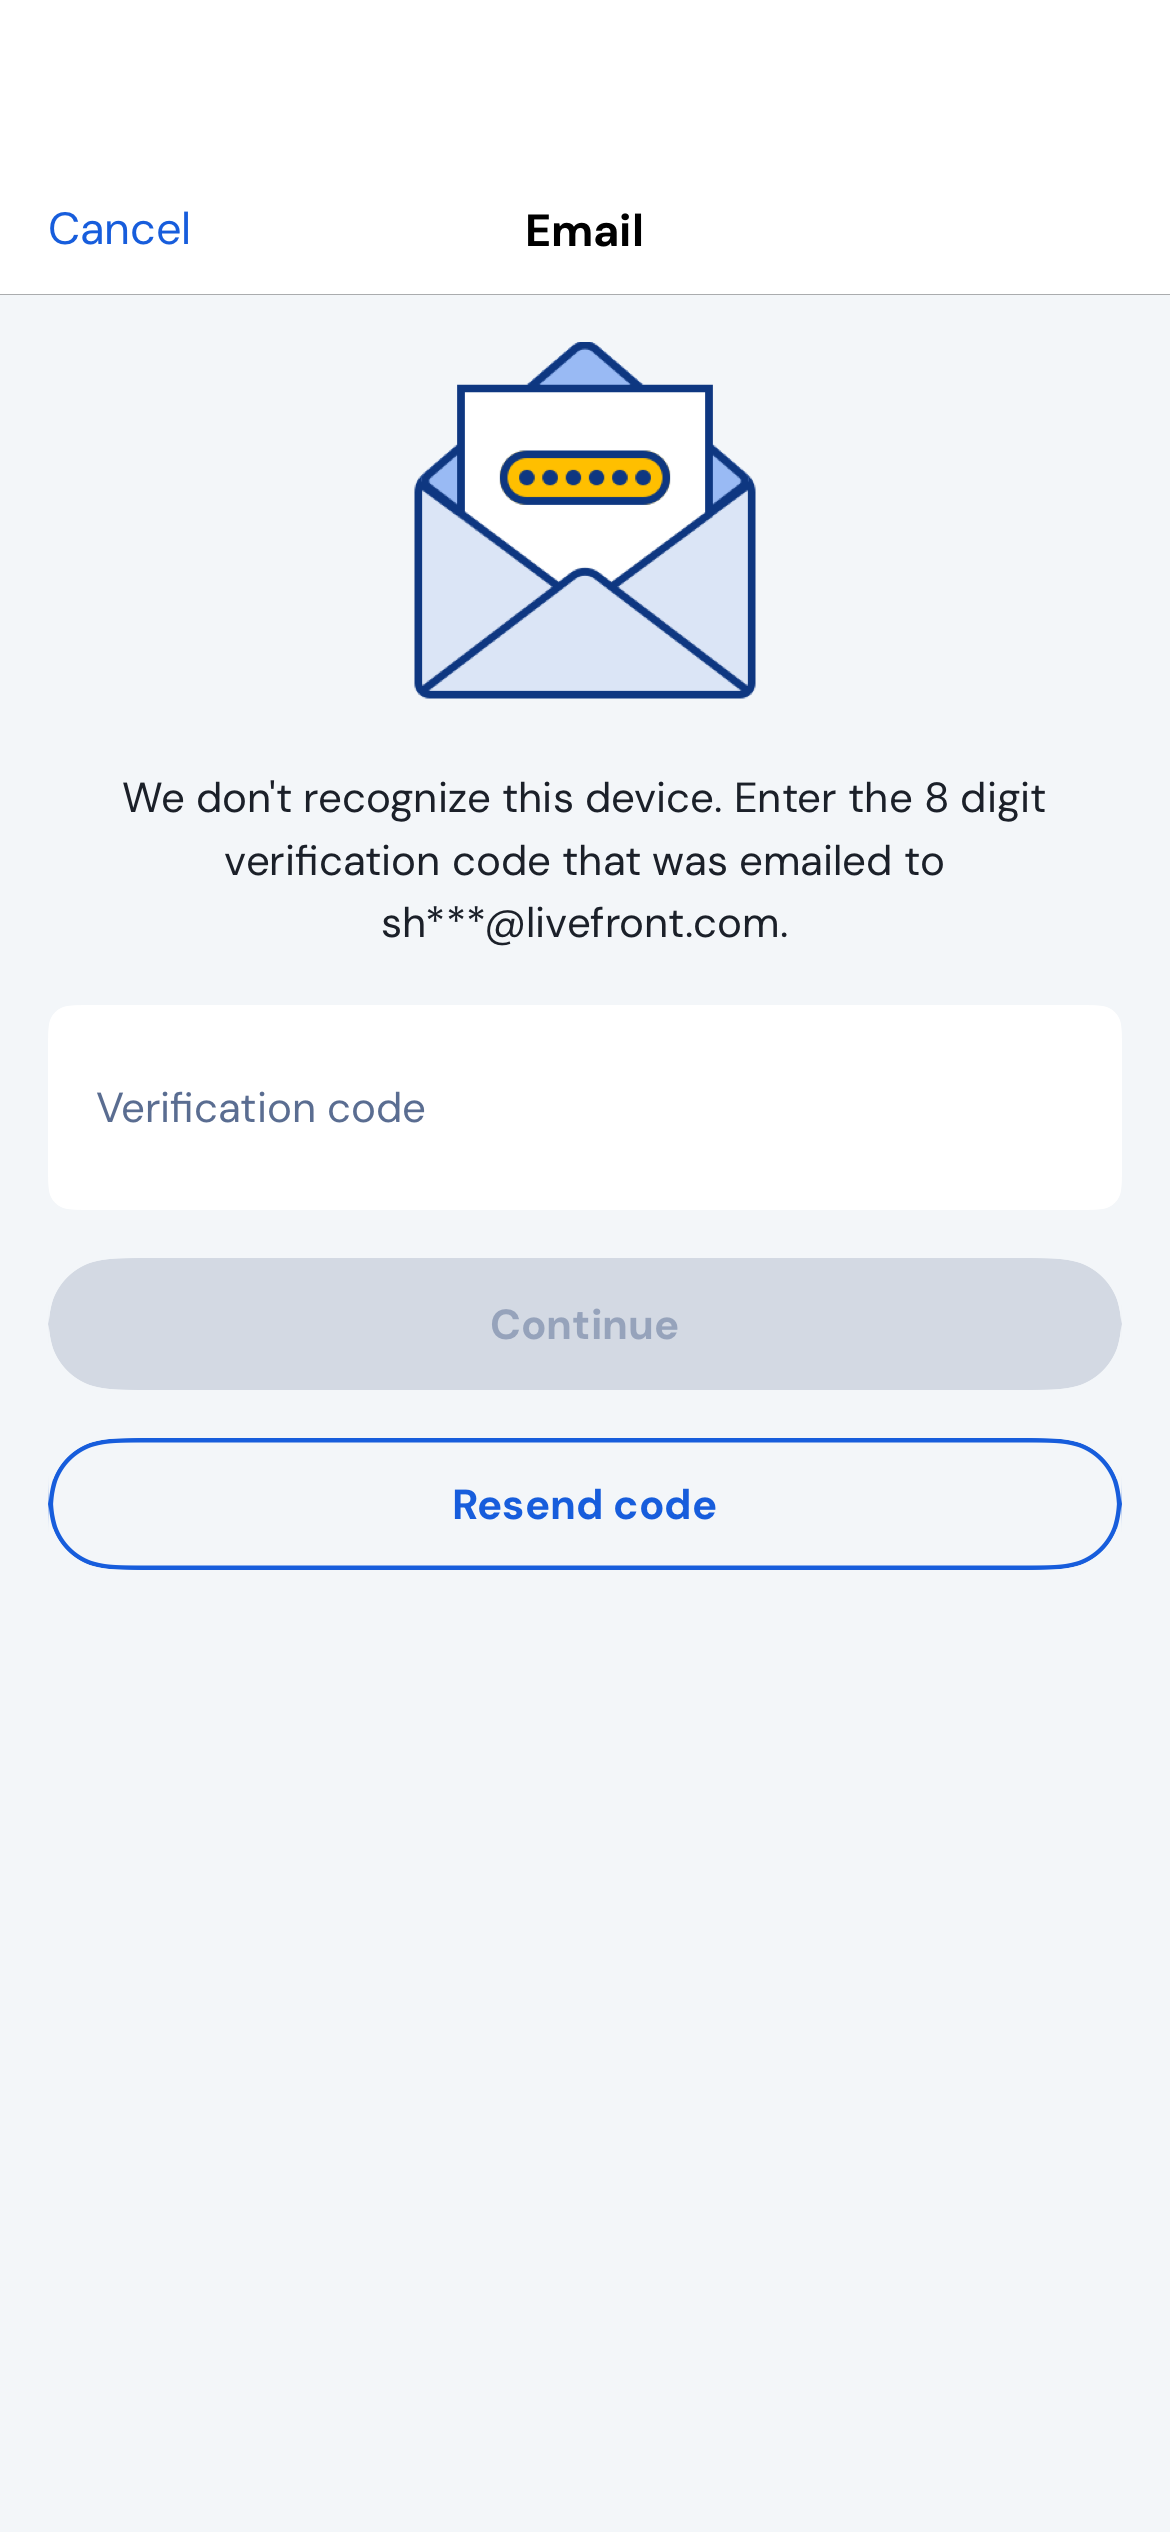 Cancel
Email
We don't recognize this device. Enter the 8 digit
verification code that was emailed to
sh***@livefront.com.
Verification code
Continue
Resend code